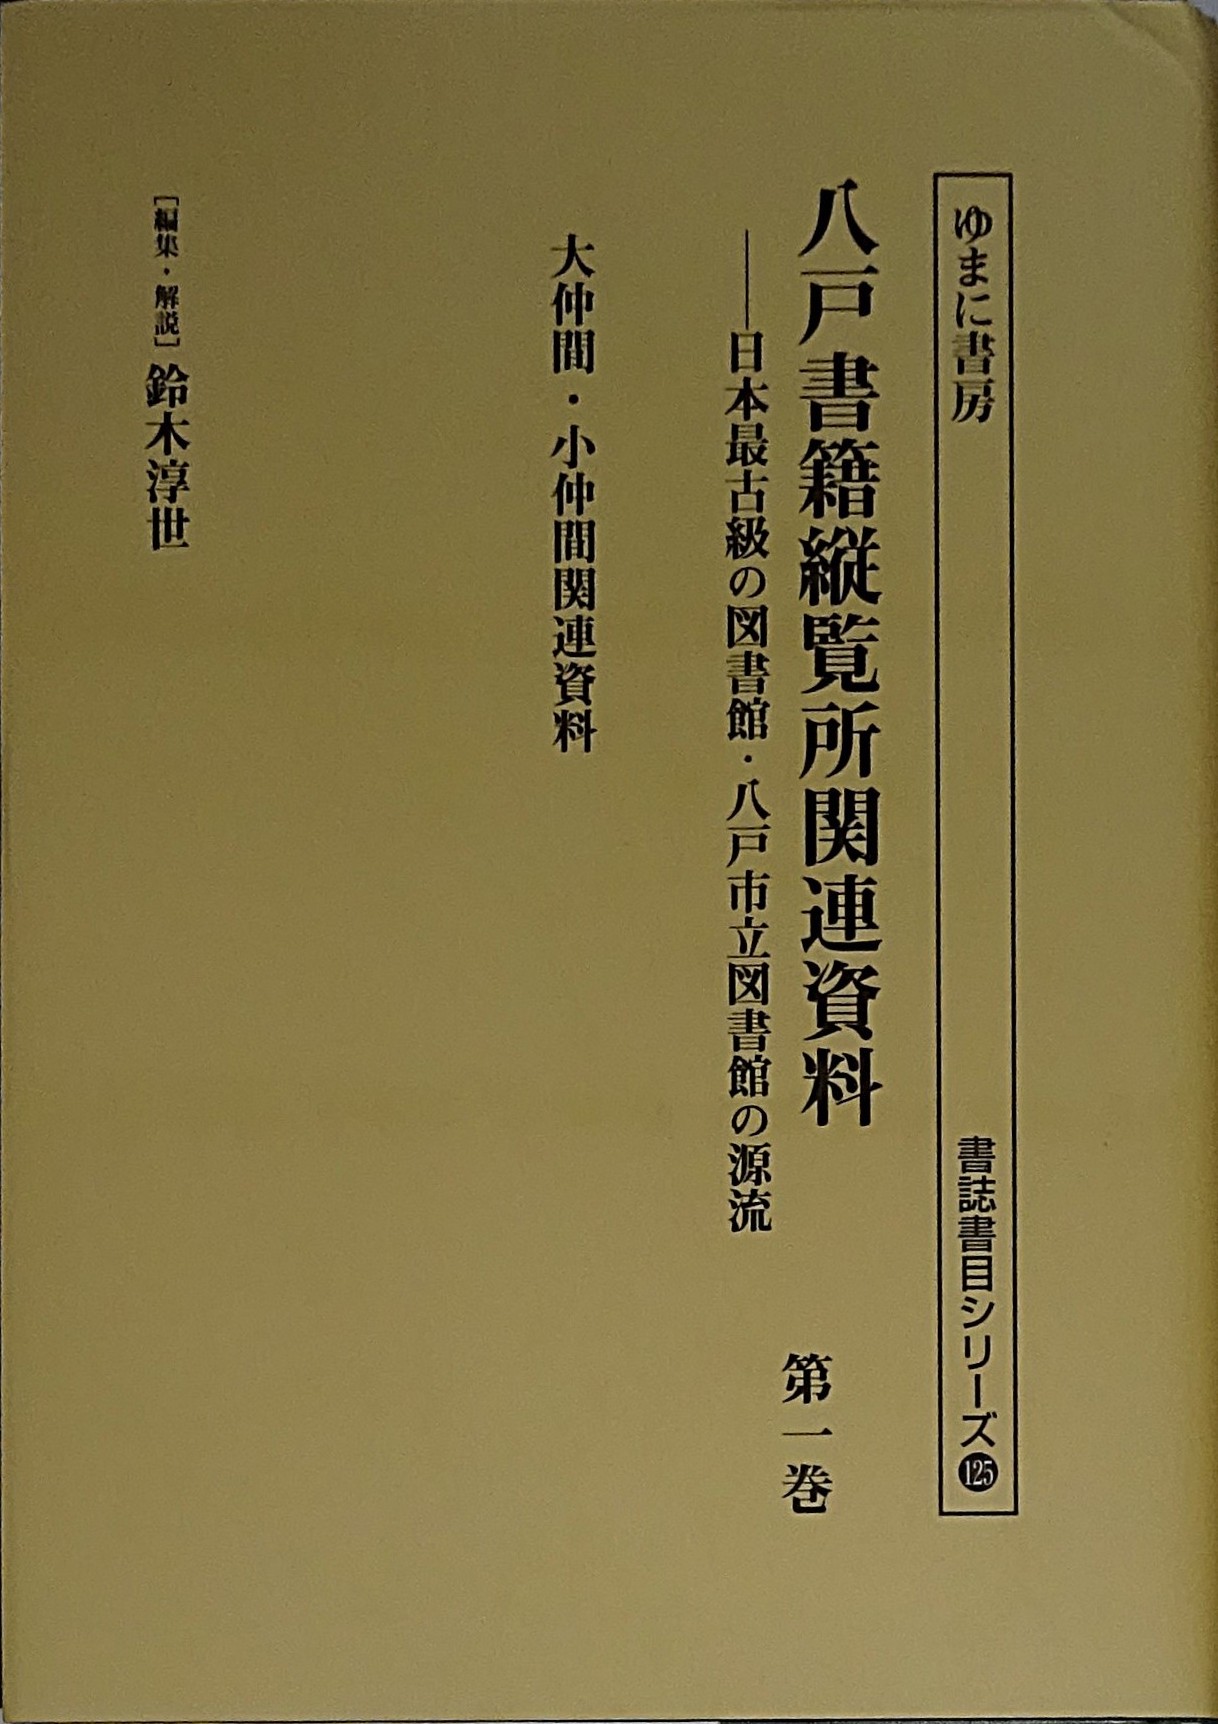 ゆまに書房 書誌書目シリーズ125
八戸書籍縦覧所関連資料 第一巻
――日本最古級の図書館・八戸市立図書館の源流
大仲間・小仲間関連資料
[編集・解説]鈴木淳世